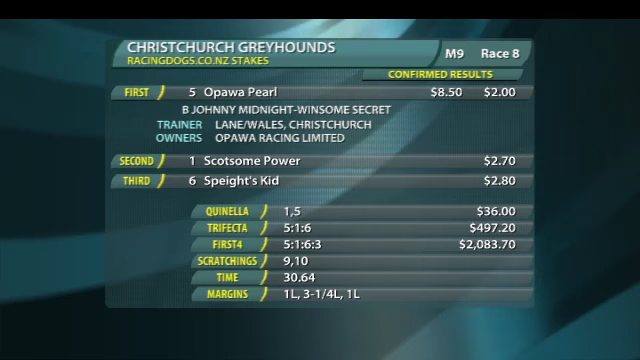 CHRISTCHURCH GREYHOUNDS M9 Race 8
RACINGDOGS.CO.NZ STAKES
CONFIRMED RESULTS
FIRST 5 Opawa Pearl $8.50 $2.00
B JOHNNY MIDNIGHT-WINSOME SECRET
TRAINER LANE/WALES, CHRISTCHURCH
OWNERS OPAWA RACING LIMITED
SECOND 1 Scotsome Power $2.70
THIRD 6 Speight's Kid $2.80
QUINELLA 1,5 $36.00
TRIFECTA 5:1:6 $497.20
FIRST4 5:1:6:3 $2,083.70
SCRATCHINGS 9,10
TIME 30.64
MARGINS 1L, 3-1/4L, 1L